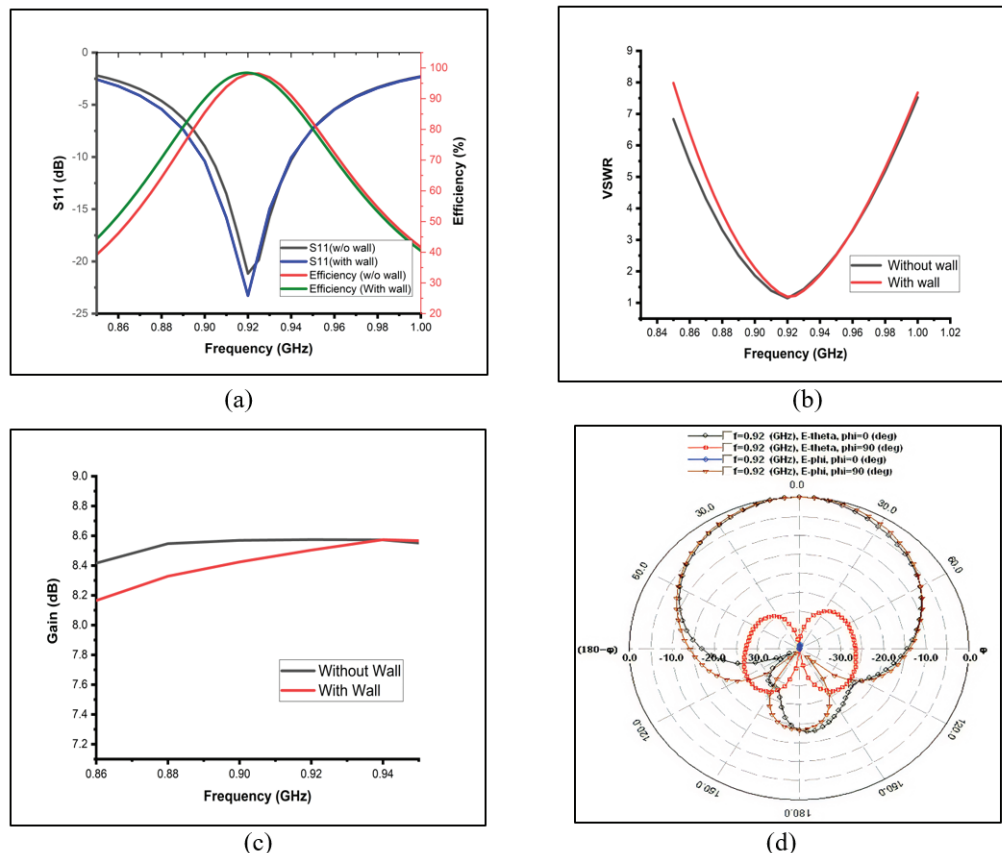 0
-5
-10
-15
-20
-25
S11 (dB)
100
90
80
70
60
50
40
30
20
Efficiency (%)
S11(w/o wall)
S11(with wall)
Efficiency (w/o wall)
Efficiency (With wall)
0.86 0.88 0.90 0.92 0.94 0.96 0.98 1.00
Frequency (GHz)
(a)
9
8
7
6
5
4
3
2
1
VSWR
Without wall
With wall
0.84 0.86 0.88 0.90 0.92 0.94 0.96 0.98 1.00 1.02
Frequency (GHz)
(b)
9.0
8.8
8.6
8.4
8.2
8.0
7.8
7.6
7.4
7.2
Gain (dB)
Without Wall
With Wall
0.86 0.88 0.90 0.92 0.94
Frequency (GHz)
(c)
f=0.92 (GHz), E-theta, phi=0 (deg)
f=0.92 (GHz), E-theta, phi=90 (deg)
f=0.92 (GHz), E-phi, phi=0 (deg)
f=0.92 (GHz), E-phi, phi=90 (deg)
0.0
30.0 30.0
60.0 60.0
(180-φ) φ
0.0 -10.0 -20.0 -30.0 -30.0 -20.0 -10.0 0.0
120.0 120.0
150.0 150.0
180.0
(d)